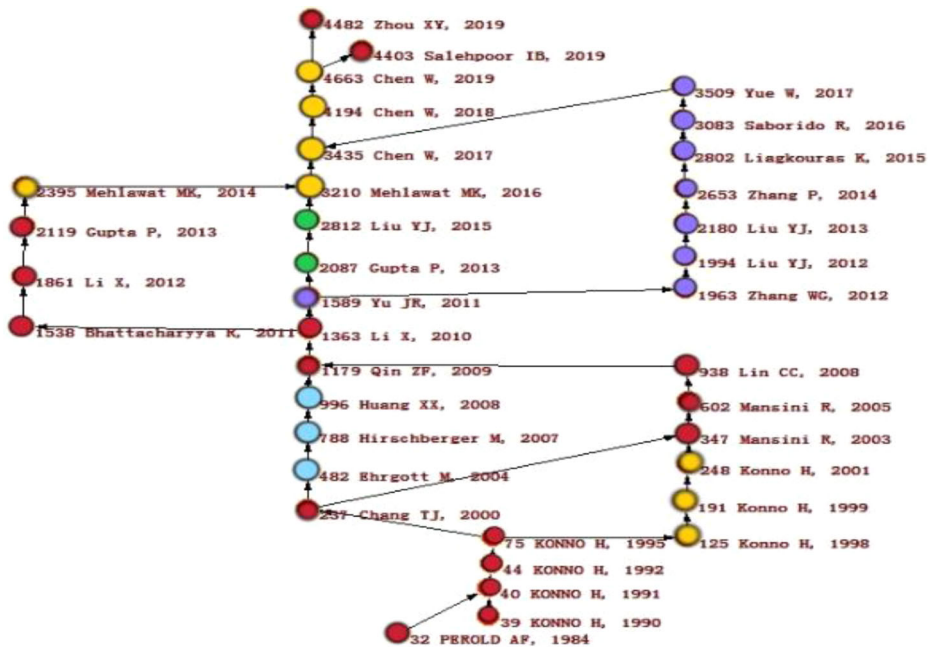 4482 Zhou XY, 2019
4403 Salehpoor IB, 2019
4663 Chen W, 2019
3509 Yue W, 2017
4194 Chen W, 2018
3083 Saborido R, 2016
3435 Chen W, 2017
2802 Liagkouras K, 2015
2395 Mehlawat MK, 2014
3210 Mehlawat MK, 2016
2653 Zhang P, 2014
2119 Gupta P, 2013
2812 Liu YJ, 2015
2180 Liu YJ, 2013
2087 Gupta P, 2013
1994 Liu YJ, 2012
1861 Li X, 2012
1589 Yu JR, 2011
1963 Zhang WG, 2012
1538 Bhattacharyya R, 2011
1363 Li X, 2010
1179 Qin ZF, 2009
938 Lin CC, 2008
996 Huang XX, 2008
602 Mansini R, 2005
788 Hirschberger M, 2007
347 Mansini R, 2003
482 Ehrgott M, 2004
248 Konno H, 2001
237 Chang TJ, 2000
191 Konno H, 1999
75 KONNO H, 1995
125 Konno H, 1998
44 KONNO H, 1992
40 KONNO H, 1991
39 KONNO H, 1990
32 PEROLD AF, 1984